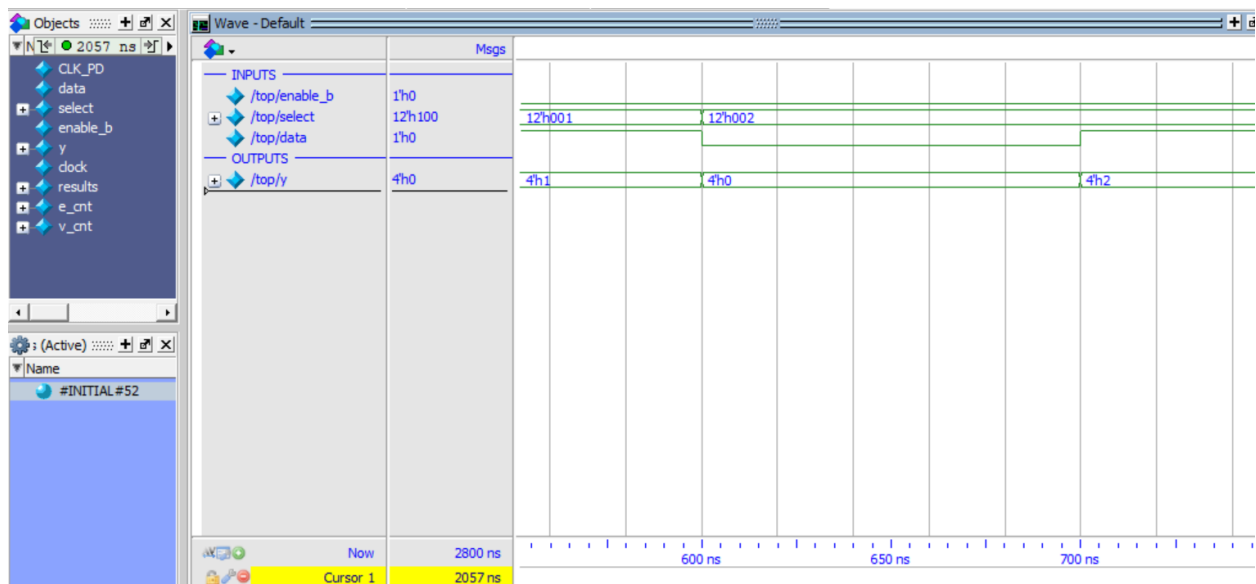 Objects
Wave - Default
N 2057 ns
Msgs
CLK_PD
data
select
enable_b
y
clock
results
e_cnt
v_cnt
INPUTS
/top/enable_b 1'h0
/top/select 12'h100 12'h001 12'h002
/top/data 1'h0
OUTPUTS
/top/y 4'h0 4'h1 4'h0 4'h2
s (Active)
Name
#INITIAL#52
Now 2800 ns 600 ns 650 ns 700 ns
Cursor 1 2057 ns